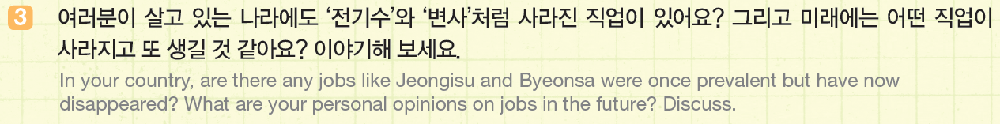 3 여러분이 살고 있는 나라에도 ‘전기수’와 ‘변사’처럼 사라진 직업이 있어요? 그리고 미래에는 어떤 직업이
사라지고 또 생길 것 같아요? 이야기해 보세요.
In your country, are there any jobs like Jeongisu and Byeonsa were once prevalent but have now
disappeared? What are your personal opinions on jobs in the future? Discuss.